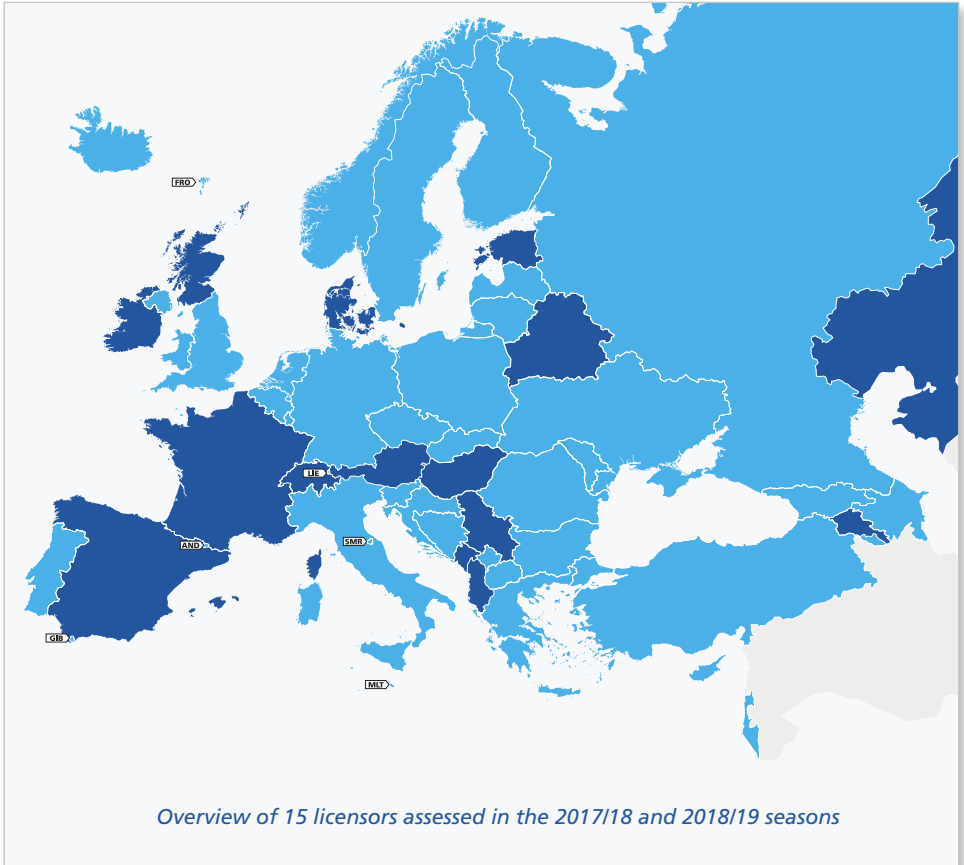 FRO
LIE
AND
SMR
GIB
MLT
Overview of 15 licensors assessed in the 2017/18 and 2018/19 seasons